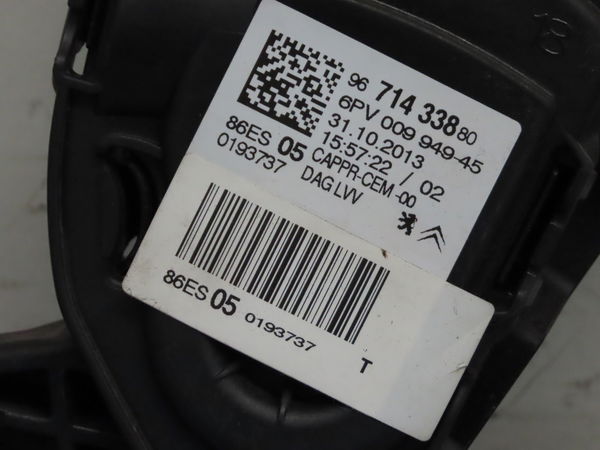 18
96 714 338 80
6PV 009 949-45
31.10.2013
15:57:22 / 02
86ES 05 CAPPR-CEM-00
0193737 DAG LVV
86ES 05 0193737 T